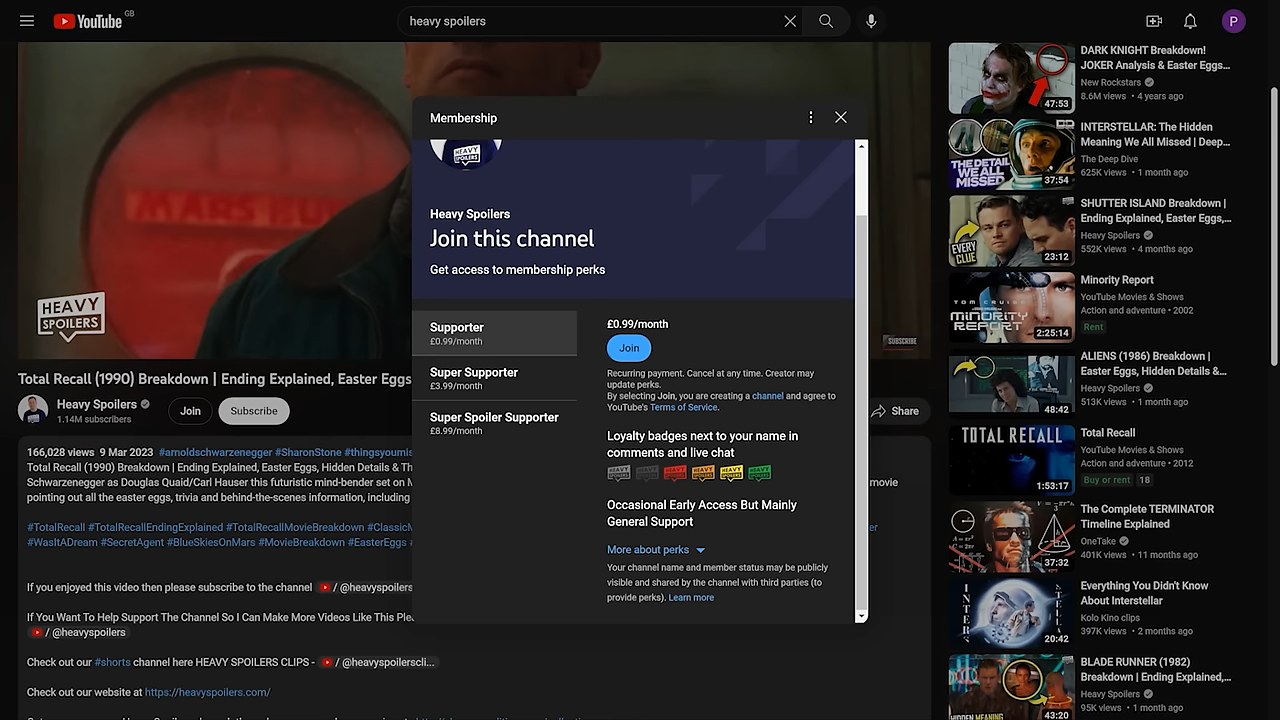 YouTube GB
heavy spoilers
P
HEAVY
SPOILERS
SUBSCRIBE
Total Recall (1990) Breakdown | Ending Explained, Easter Eggs
Heavy Spoilers
1.14M subscribers
Join
Subscribe
Share
166,028 views 9 Mar 2023 #arnoldschwarzenegger #SharonStone #thingsyoumis
Total Recall (1990) Breakdown | Ending Explained, Easter Eggs, Hidden Details & Th
Schwarzenegger as Douglas Quaid/Carl Hauser this futuristic mind-bender set on M
movie
pointing out all the easter eggs, trivia and behind-the-scenes information, including
#TotalRecall #TotalRecallEndingExplained #TotalRecallMovieBreakdown #ClassicM
er
#WasItADream #SecretAgent #BlueSkiesOnMars #MovieBreakdown #EasterEggs #
If you enjoyed this video then please subscribe to the channel / @heavyspoilers
If You Want To Help Support The Channel So I Can Make More Videos Like This Ple
/ @heavyspoilers
Check out our #shorts channel here HEAVY SPOILERS CLIPS - / @heavyspoilerscli...
Check out our website at https://heavyspoilers.com/
Membership
HEAVY
SPOILERS
Heavy Spoilers
Join this channel
Get access to membership perks
Supporter
£0.99/month
Super Supporter
£3.99/month
Super Spoiler Supporter
£8.99/month
£0.99/month
Join
Recurring payment. Cancel at any time. Creator may
update perks.
By selecting Join, you are creating a channel and agree to
YouTube's Terms of Service.
Loyalty badges next to your name in
comments and live chat
Occasional Early Access But Mainly
General Support
More about perks
Your channel name and member status may be publicly
visible and shared by the channel with third parties (to
provide perks). Learn more
47:53
DARK KNIGHT Breakdown!
JOKER Analysis & Easter Eggs...
New Rockstars
8.6M views • 4 years ago
THE DETAIL
WE ALL
MISSED
37:54
INTERSTELLAR: The Hidden
Meaning We All Missed | Deep...
The Deep Dive
625K views • 1 month ago
EVERY
CLUE
23:12
SHUTTER ISLAND Breakdown |
Ending Explained, Easter Eggs,...
Heavy Spoilers
552K views • 4 months ago
TOM CRUISE
MINORITY
REPORT
2:25:14
Minority Report
YouTube Movies & Shows
Action and adventure • 2002
Rent
48:42
ALIENS (1986) Breakdown |
Easter Eggs, Hidden Details &...
Heavy Spoilers
513K views • 1 month ago
TOTAL RECALL
1:53:17
Total Recall
YouTube Movies & Shows
Action and adventure • 2012
Buy or rent 18
37:32
The Complete TERMINATOR
Timeline Explained
OneTake
401K views • 11 months ago
INTER
STELLAR
20:42
Everything You Didn't Know
About Interstellar
Kolo Kino clips
397K views • 2 months ago
HIDDEN MEANING
43:20
BLADE RUNNER (1982)
Breakdown | Ending Explained,...
Heavy Spoilers
95K views • 1 month ago